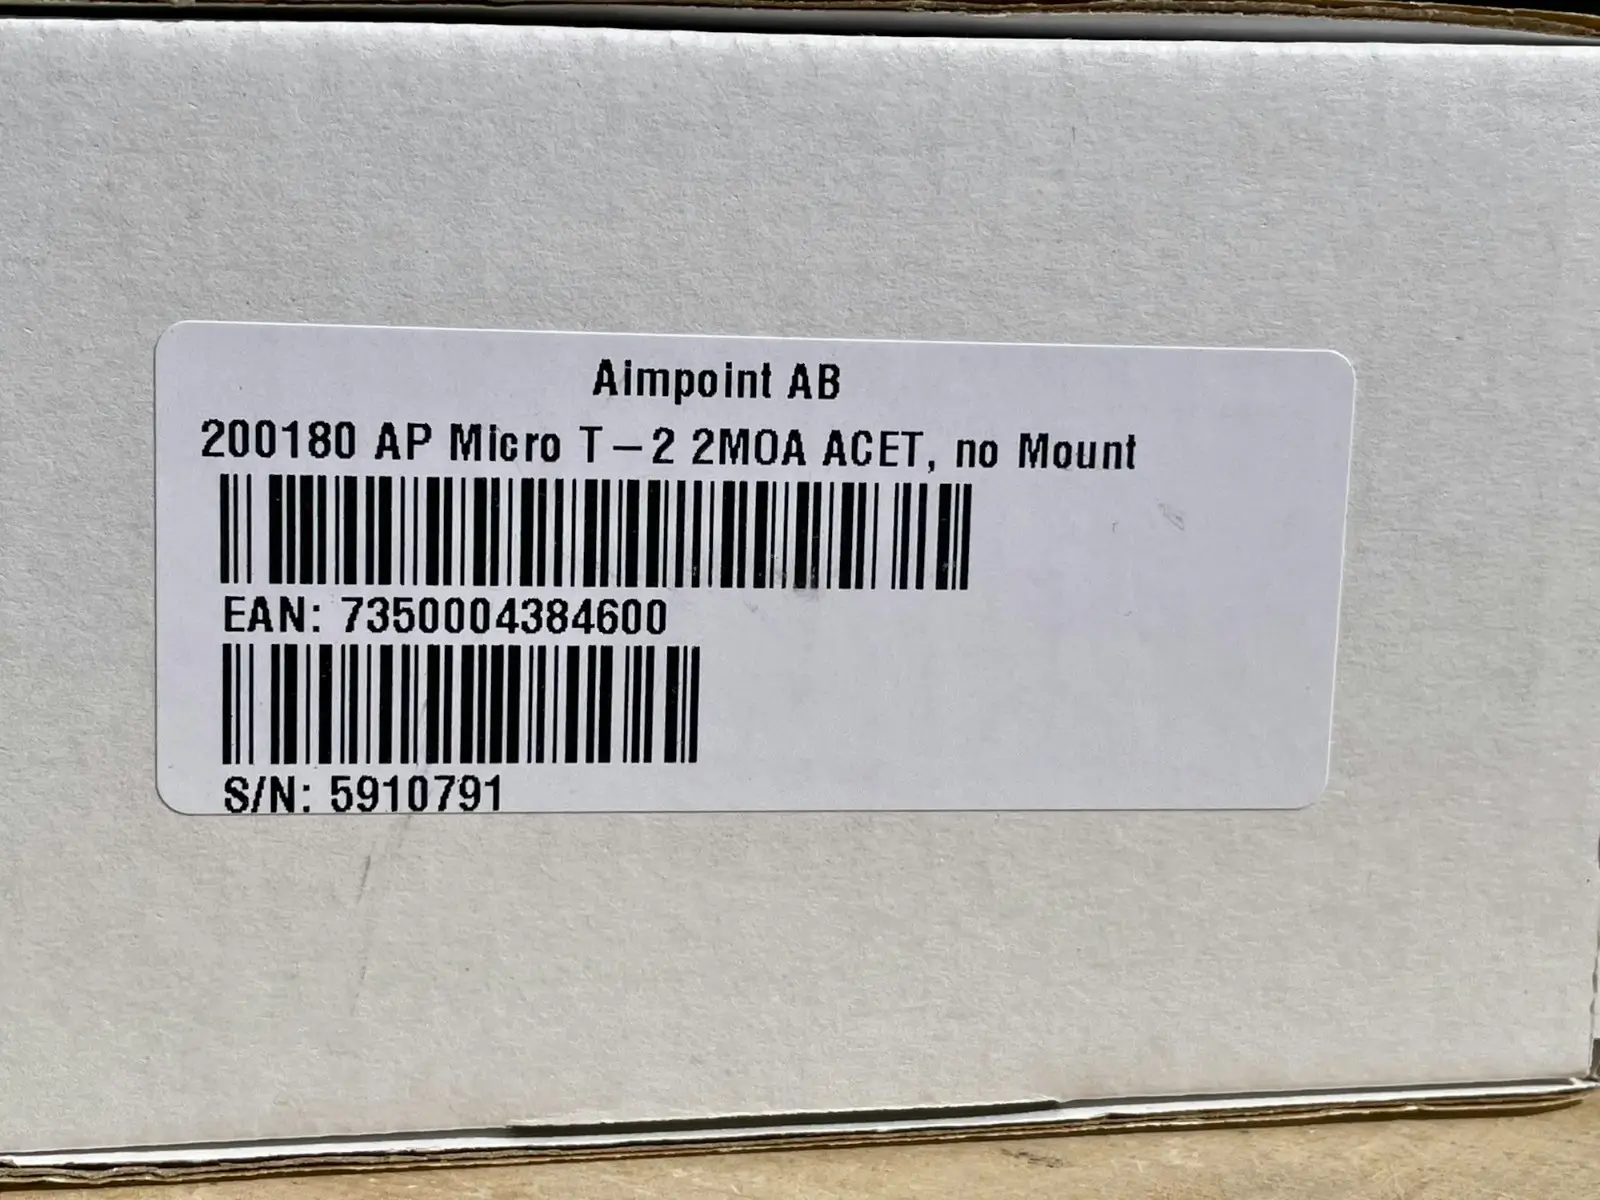 Aimpoint AB
200180 AP Micro T-2 2MOA ACET, no Mount
EAN: 7350004384600
S/N: 5910791